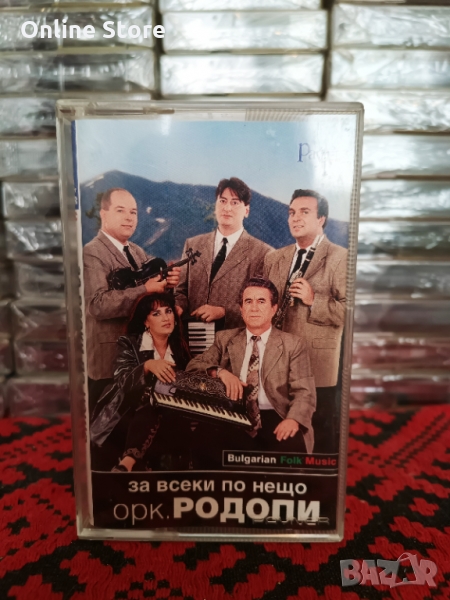 Online Store
Bulgarian Folk Music
за всеки по нещо
орк. РОДОПИ
BAZAR